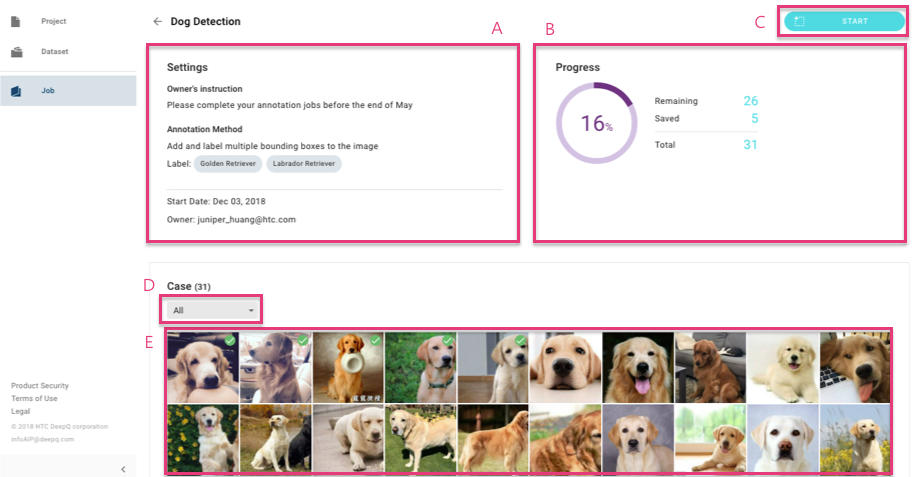 Project
Dataset
Job
Dog Detection
C
START
A
B
Settings
Owner's instruction
Please complete your annotation jobs before the end of May
Annotation Method
Add and label multiple bounding boxes to the image
Label: Golden Retriever Labrador Retriever
Start Date: Dec 03, 2018
Owner: juniper_huang@htc.com
Progress
16%
Remaining 26
Saved 5
Total 31
D
Case (31)
All
E
Product Security
Terms of Use
Legal
© 2018 HTC DeepQ corporation
infoAIP@deepq.com